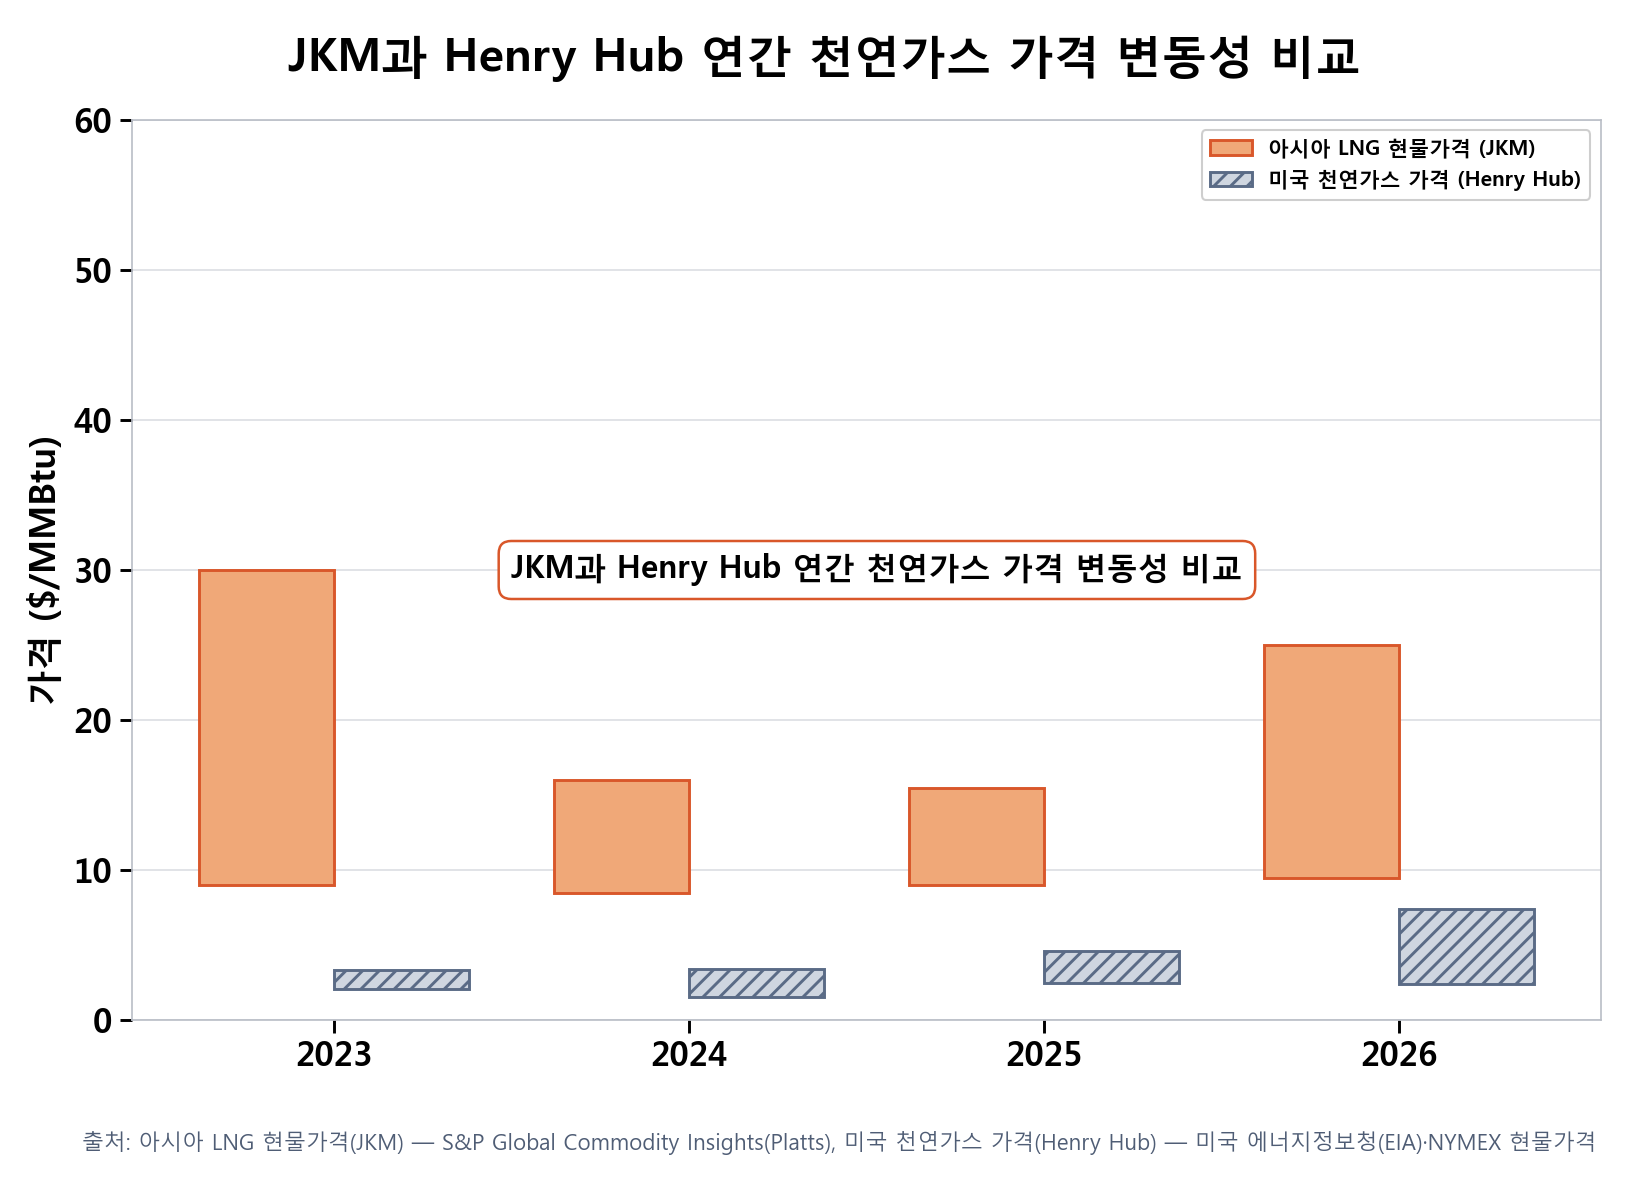 JKM과 Henry Hub 연간 천연가스 가격 변동성 비교
60
50
40
30
20
10
0
가격 ($/MMBtu)
아시아 LNG 현물가격 (JKM)
미국 천연가스 가격 (Henry Hub)
JKM과 Henry Hub 연간 천연가스 가격 변동성 비교
2023
2024
2025
2026
출처: 아시아 LNG 현물가격(JKM) — S&P Global Commodity Insights(Platts), 미국 천연가스 가격(Henry Hub) — 미국 에너지정보청(EIA)·NYMEX 현물가격